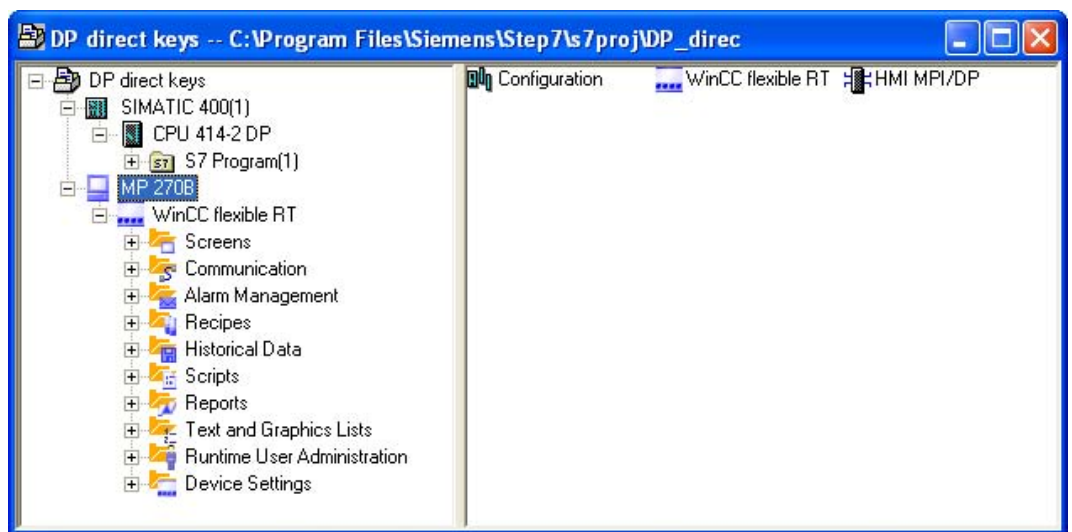 DP direct keys -- C:\Program Files\Siemens\Step7\s7proj\DP_direc
DP direct keys
SIMATIC 400(1)
CPU 414-2 DP
S7 Program(1)
MP 270B
WinCC flexible RT
Screens
Communication
Alarm Management
Recipes
Historical Data
Scripts
Reports
Text and Graphics Lists
Runtime User Administration
Device Settings
Configuration WinCC flexible RT HMI MPI/DP